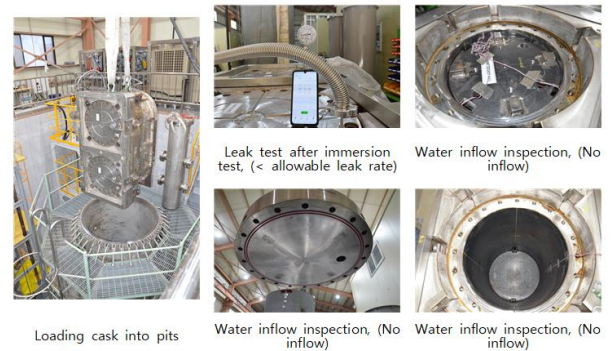 Loading cask into pits
Leak test after immersion
test, (< allowable leak rate)
Water inflow inspection, (No
inflow)
Water inflow inspection, (No
inflow)
Water inflow inspection, (No
inflow)